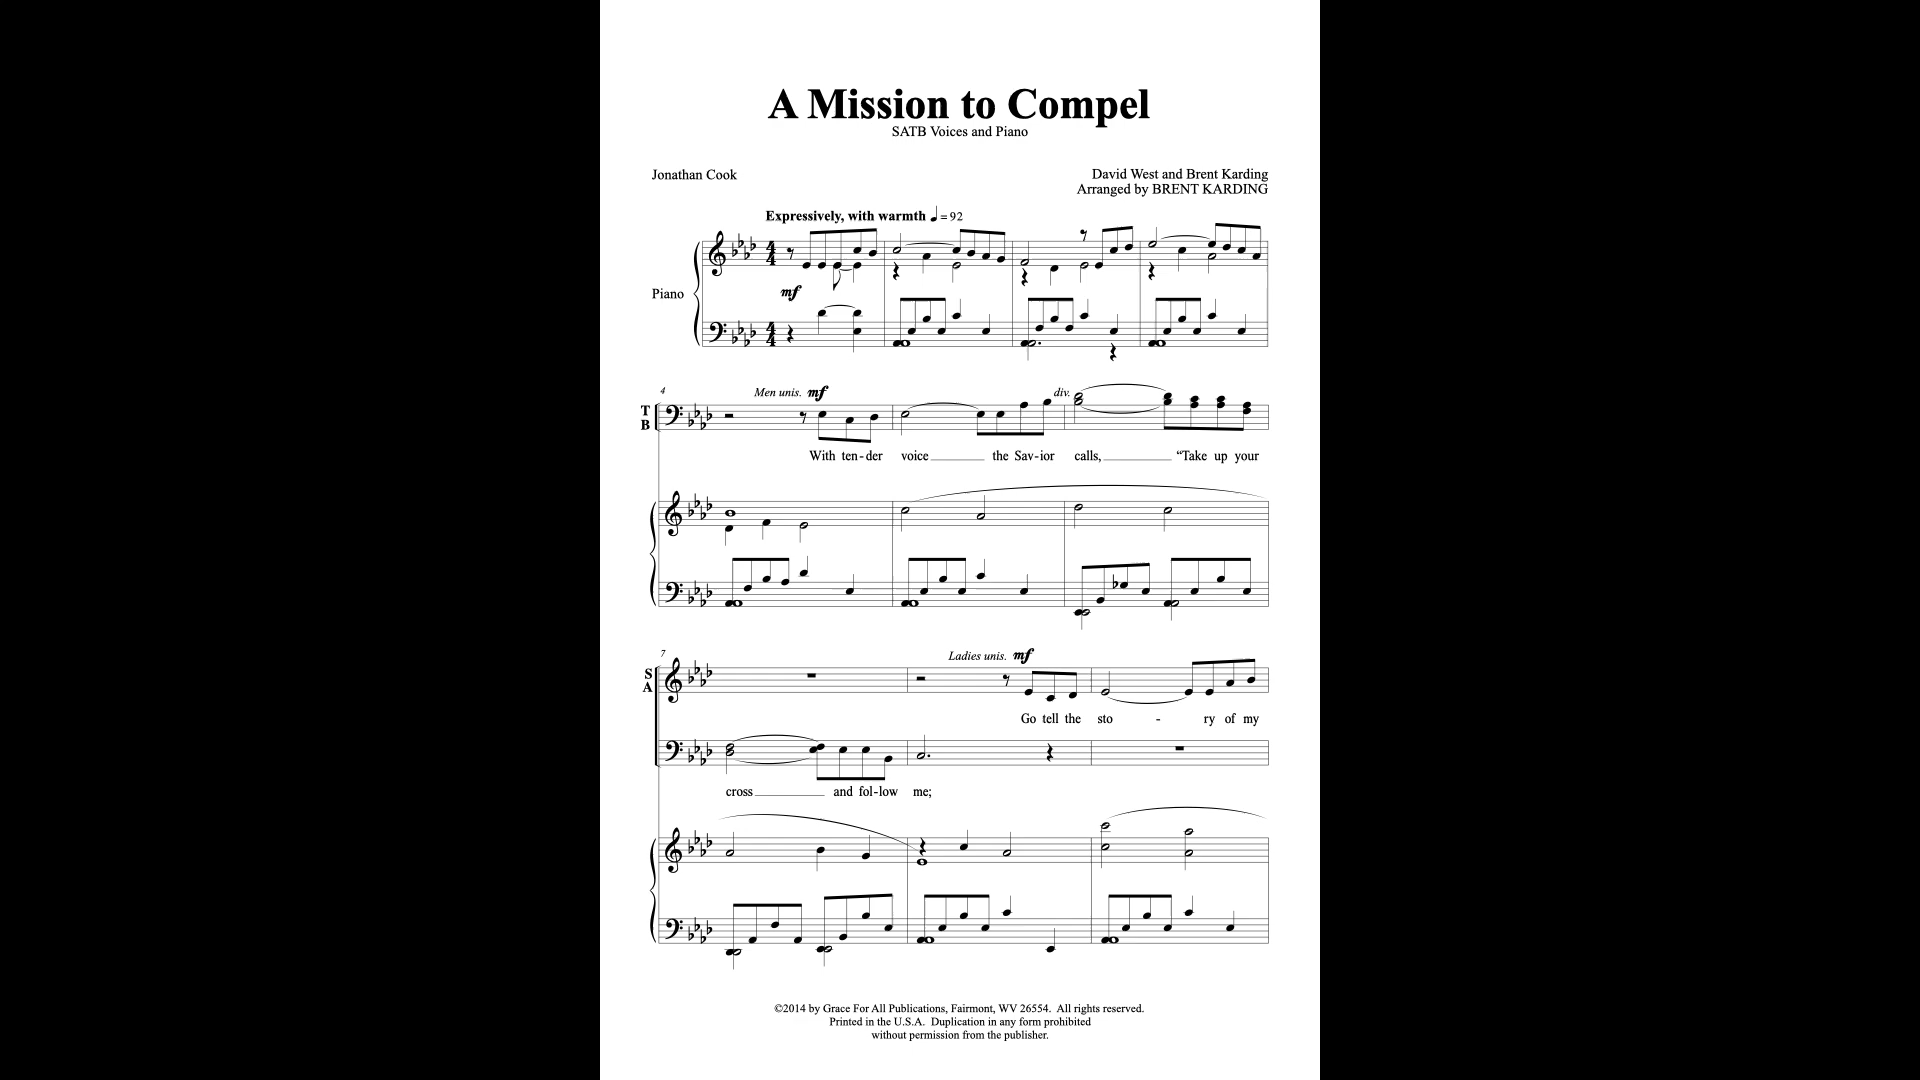 A Mission to Compel
SATB Voices and Piano
Jonathan Cook
David West and Brent Karding
Arranged by BRENT KARDING
Expressively, with warmth ♩ = 92
Piano
mf
4
Men unis. mf
div.
T
B
With ten - der voice the Sav - ior calls, “Take up your
7
Ladies unis. mf
S
A
Go tell the sto - ry of my
cross and fol - low me;
©2014 by Grace For All Publications, Fairmont, WV 26554. All rights reserved.
Printed in the U.S.A. Duplication in any form prohibited
without permission from the publisher.